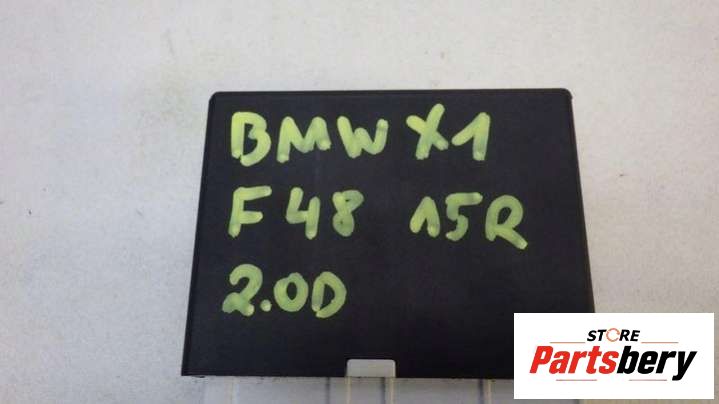 BMW X1
F48 15R
2.0D
STORE
Partsbery